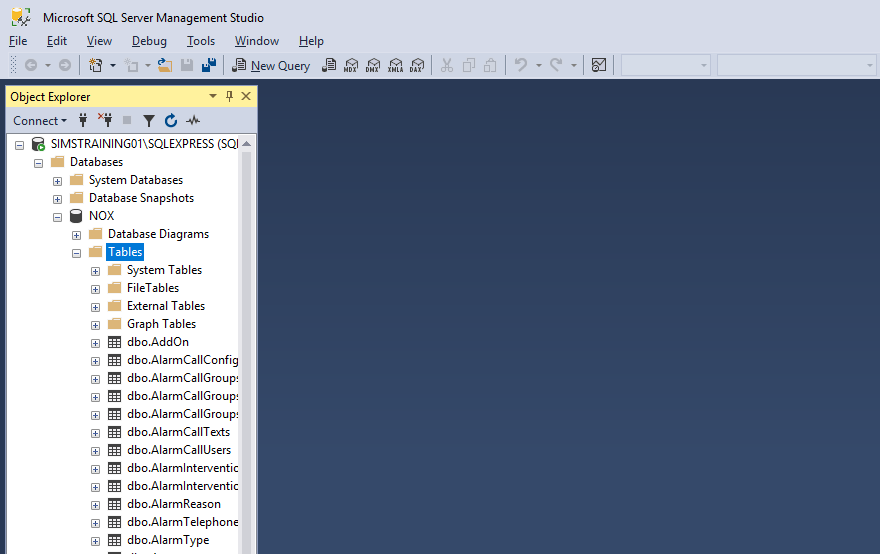 Microsoft SQL Server Management Studio
File Edit View Debug Tools Window Help
New Query MDX DMX XMLA DAX
Object Explorer
Connect
SIMSTRAINING01\SQLEXPRESS (SQL
Databases
System Databases
Database Snapshots
NOX
Database Diagrams
Tables
System Tables
FileTables
External Tables
Graph Tables
dbo.AddOn
dbo.AlarmCallConfig
dbo.AlarmCallGroups
dbo.AlarmCallGroups
dbo.AlarmCallGroups
dbo.AlarmCallTexts
dbo.AlarmCallUsers
dbo.AlarmInterventic
dbo.AlarmInterventic
dbo.AlarmReason
dbo.AlarmTelephone
dbo.AlarmType